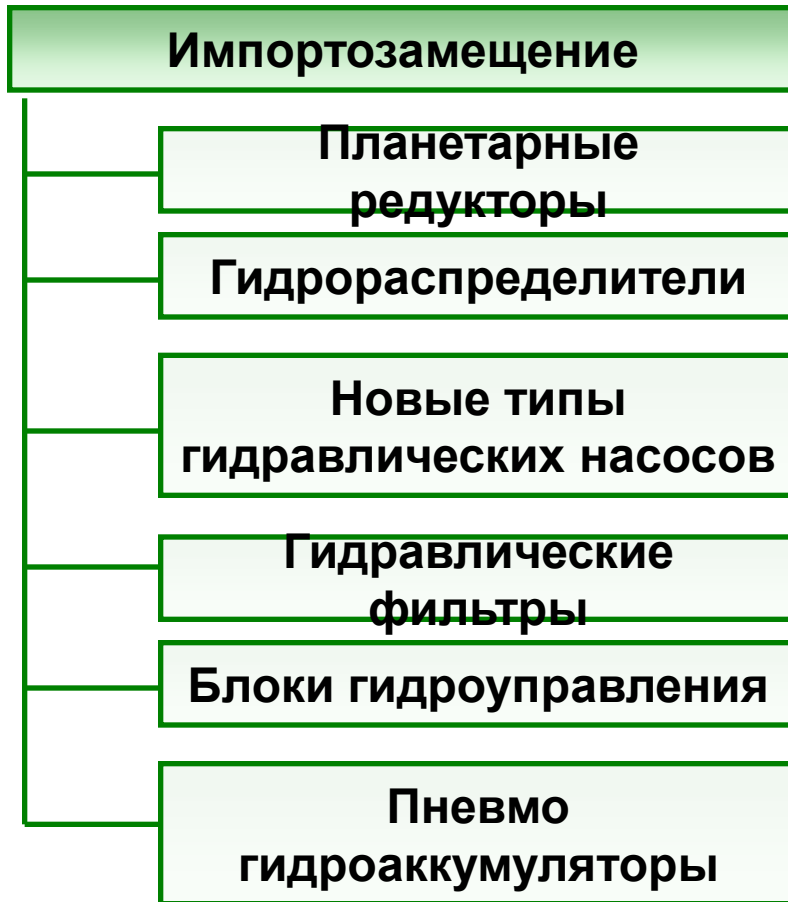 Импортозамещение
Планетарные
редукторы
Гидрораспределители
Новые типы
гидравлических насосов
Гидравлические
фильтры
Блоки гидроуправления
Пневмо
гидроаккумуляторы